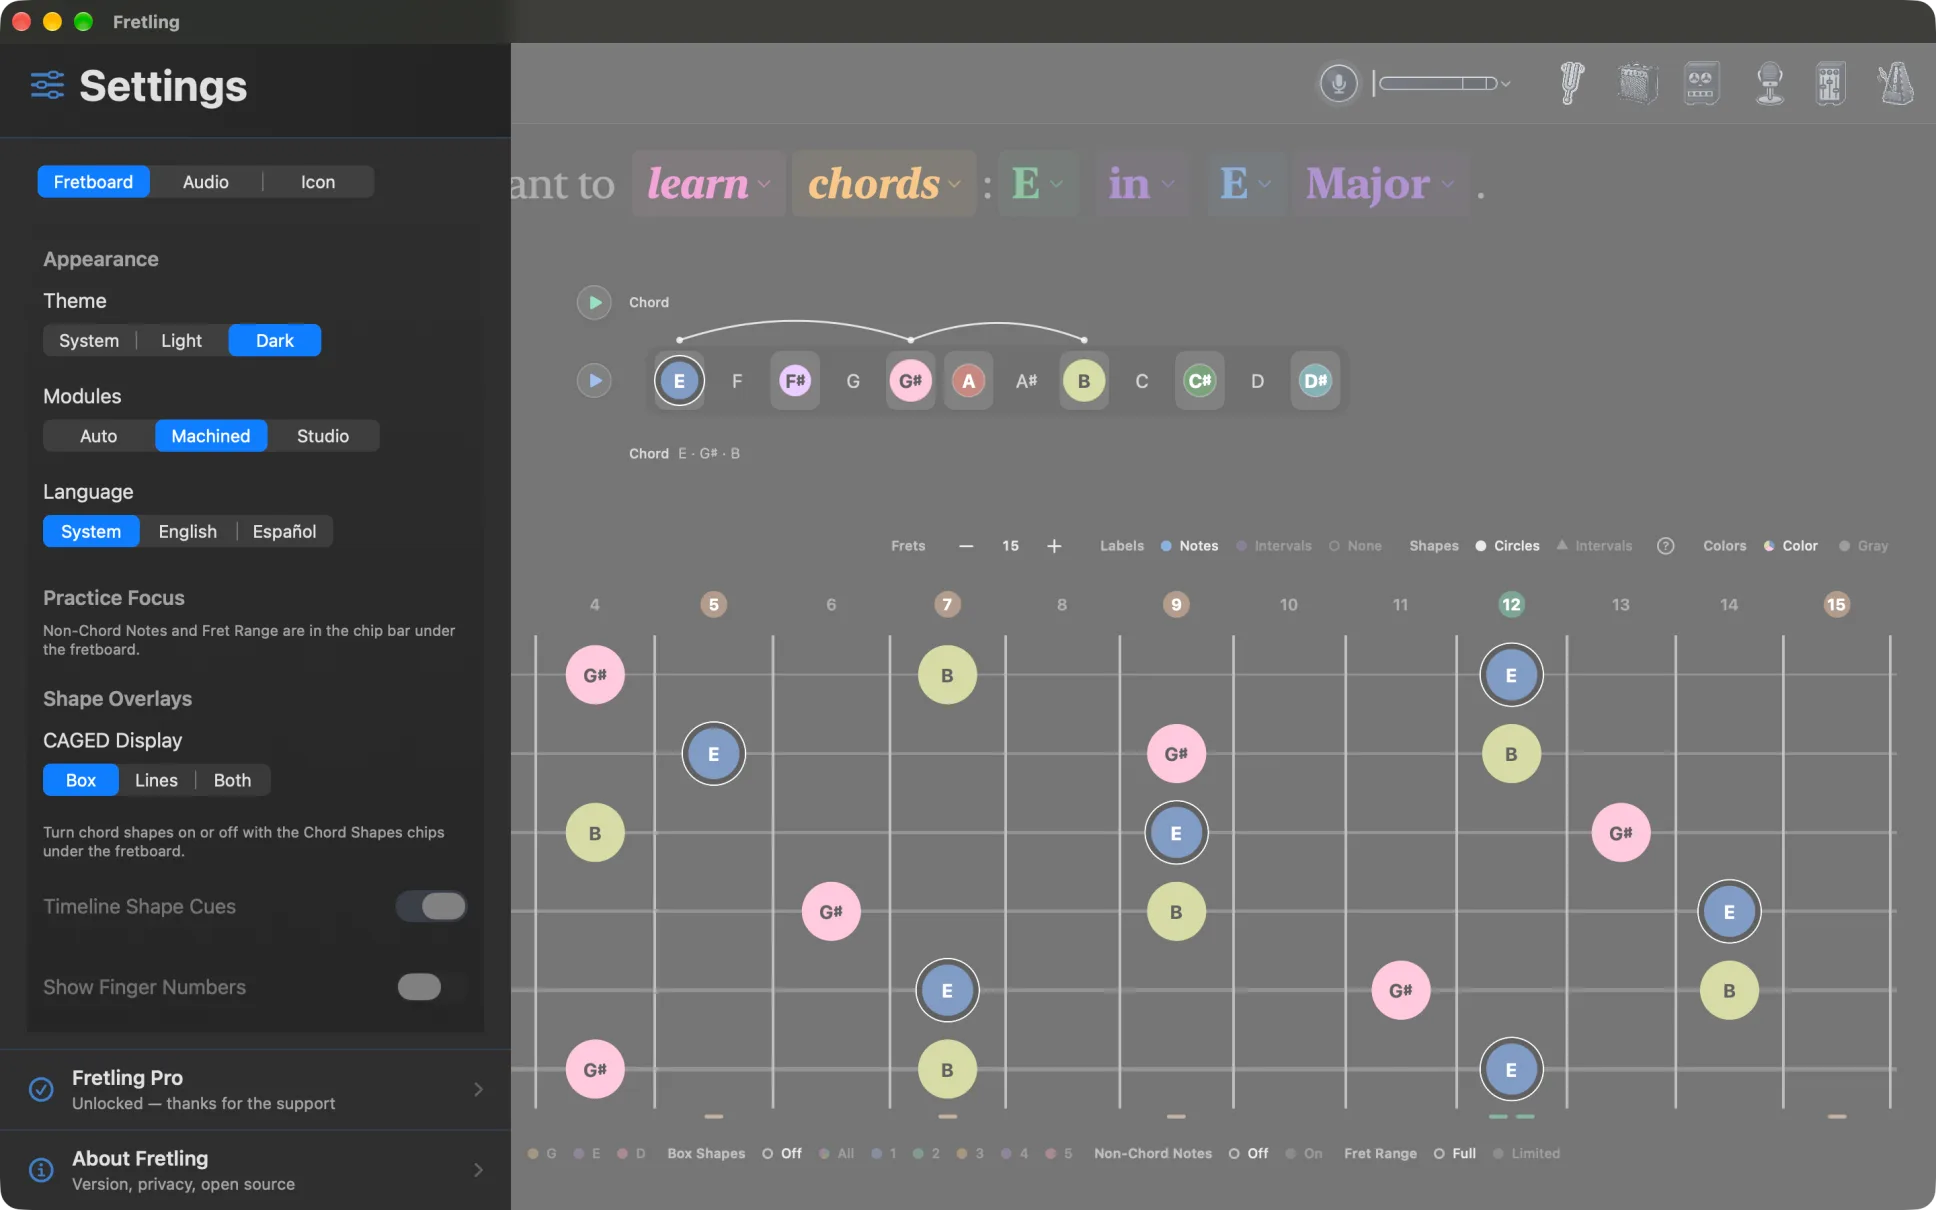 Fretling
Settings
Fretboard Audio Icon
Appearance
Theme
System Light Dark
Modules
Auto Machined Studio
Language
System English Español
Practice Focus
Non-Chord Notes and Fret Range are in the chip bar under
the fretboard.
Shape Overlays
CAGED Display
Box Lines Both
Turn chord shapes on or off with the Chord Shapes chips
under the fretboard.
Timeline Shape Cues
Show Finger Numbers
Fretling Pro
Unlocked — thanks for the support
About Fretling
Version, privacy, open source
ant to learn chords : E in E Major .
Chord
E F F# G G# A A# B C C# D D#
Chord E · G# · B
Frets — 15 + Labels Notes Intervals None Shapes Circles Intervals ? Colors Color Gray
4 5 6 7 8 9 10 11 12 13 14 15
G# B E
E G# B
B E G#
G# B E
E G# B
G# B E
G E D Box Shapes Off All 1 2 3 4 5 Non-Chord Notes Off On Fret Range Full Limited